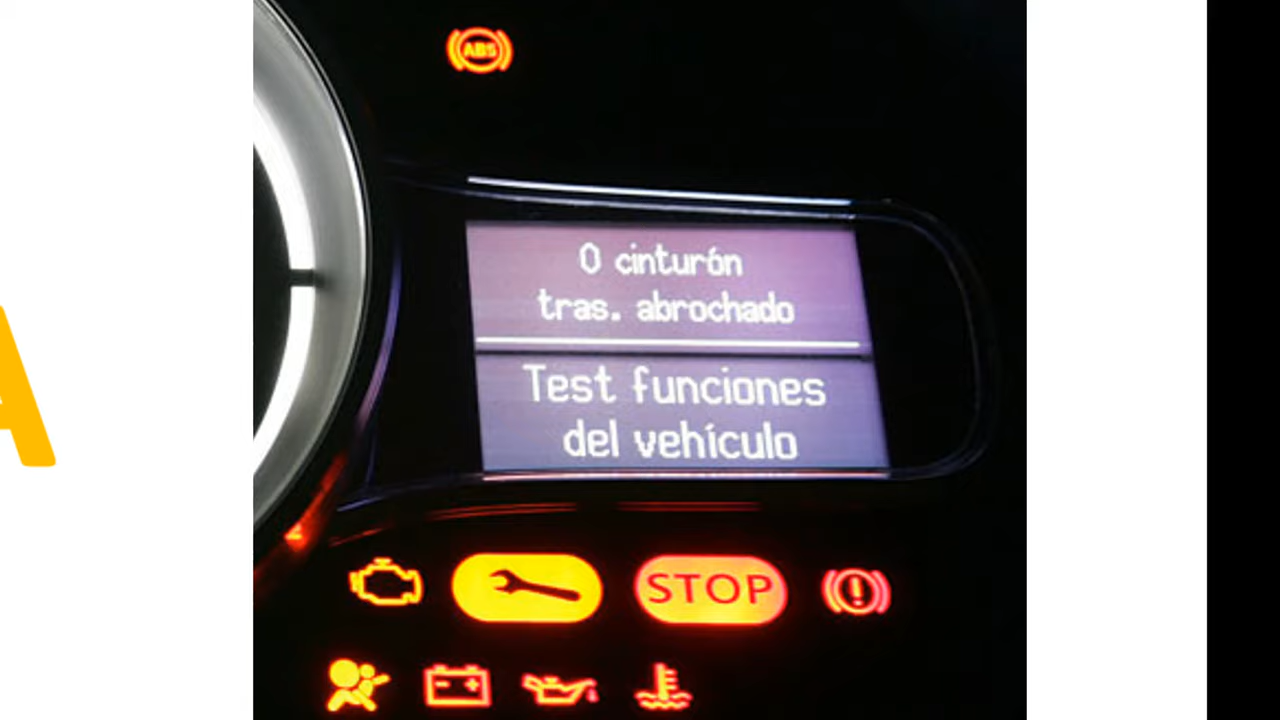 ABS
0 cinturón
tras. abrochado
Test funciones
del vehículo
STOP
A